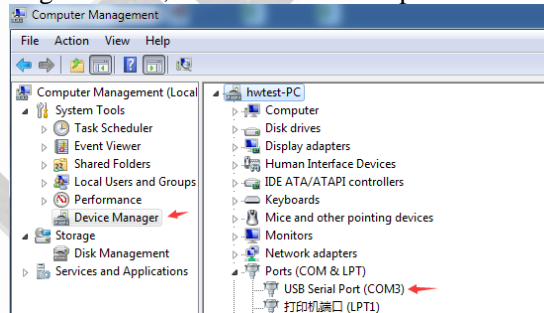 Computer Management
File Action View Help
Computer Management (Local
System Tools
Task Scheduler
Event Viewer
Shared Folders
Local Users and Groups
Performance
Device Manager
Storage
Disk Management
Services and Applications
hwtest-PC
Computer
Disk drives
Display adapters
Human Interface Devices
IDE ATA/ATAPI controllers
Keyboards
Mice and other pointing devices
Monitors
Network adapters
Ports (COM & LPT)
USB Serial Port (COM3)
打印机端口 (LPT1)